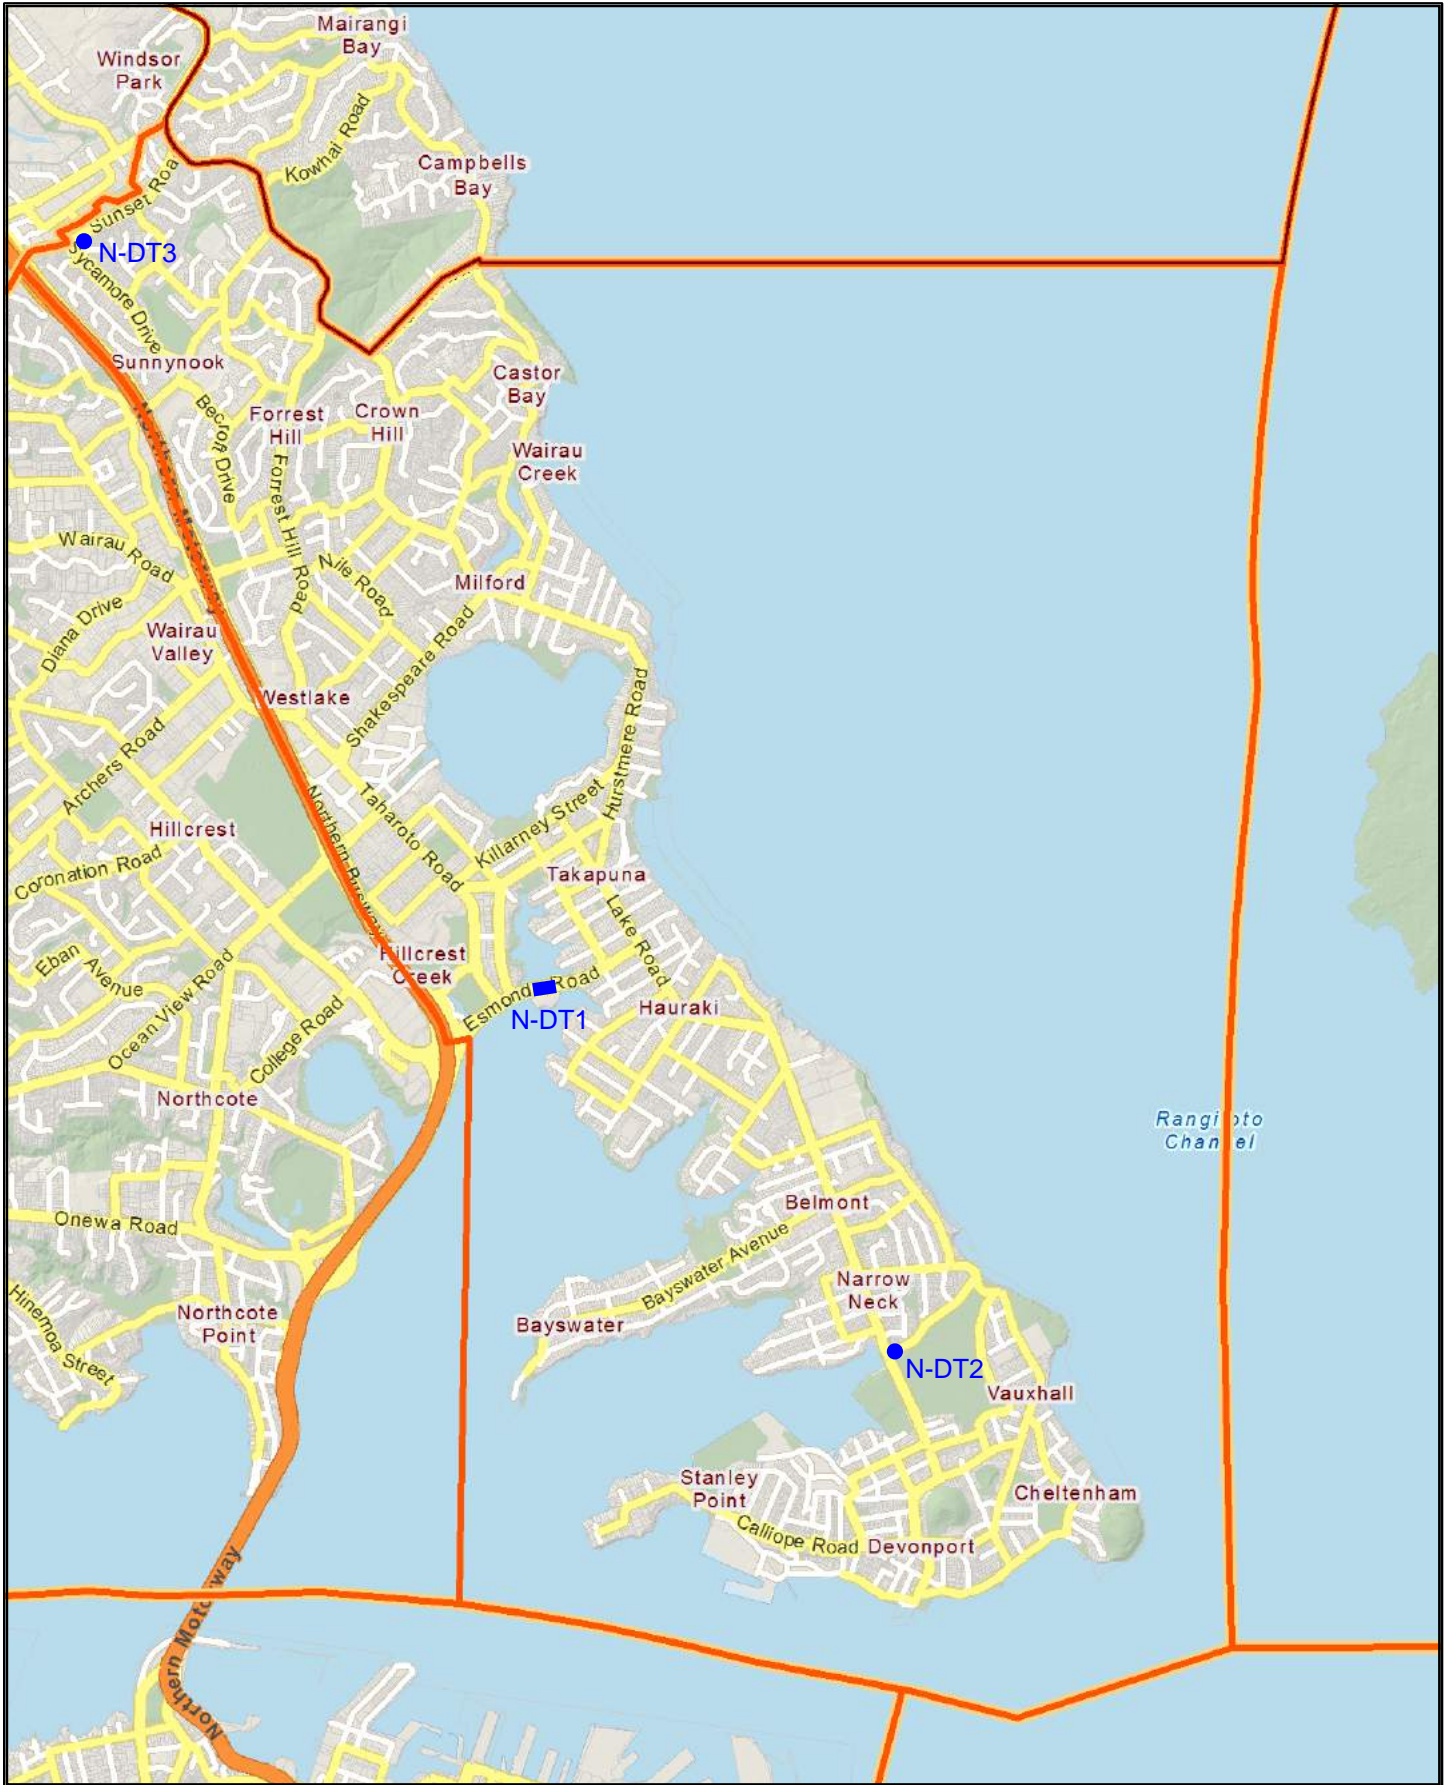 Mairangi
Bay
Windsor
Park
Kowhai Road
Campbells
Bay
Sunset Roa
N-DT3
Sycamore Drive
Sunnynook
Castor
Bay
Becroft Drive
Forrest
Hill
Crown
Hill
Wairau
Creek
Northern Motorway
Forrest Hill Road
Wairau Road
Nile Road
Milford
Diana Drive
Wairau
Valley
Shakespeare Road
Westlake
Hurstmere Road
Archers Road
Northern Busway
Taharoto Road
Killarney Street
Hillcrest
Coronation Road
Takapuna
Lake Road
Eban
Avenue
Ocean View Road
Hillcrest
Creek
Esmond Road
N-DT1
Hauraki
College Road
Northcote
Rangitoto
Channel
Belmont
Onewa Road
Bayswater Avenue
Narrow
Neck
Hinemoa
Street
Northcote
Point
Bayswater
N-DT2
Vauxhall
Stanley
Point
Cheltenham
Calliope Road
Devonport
Northern Motorway
North